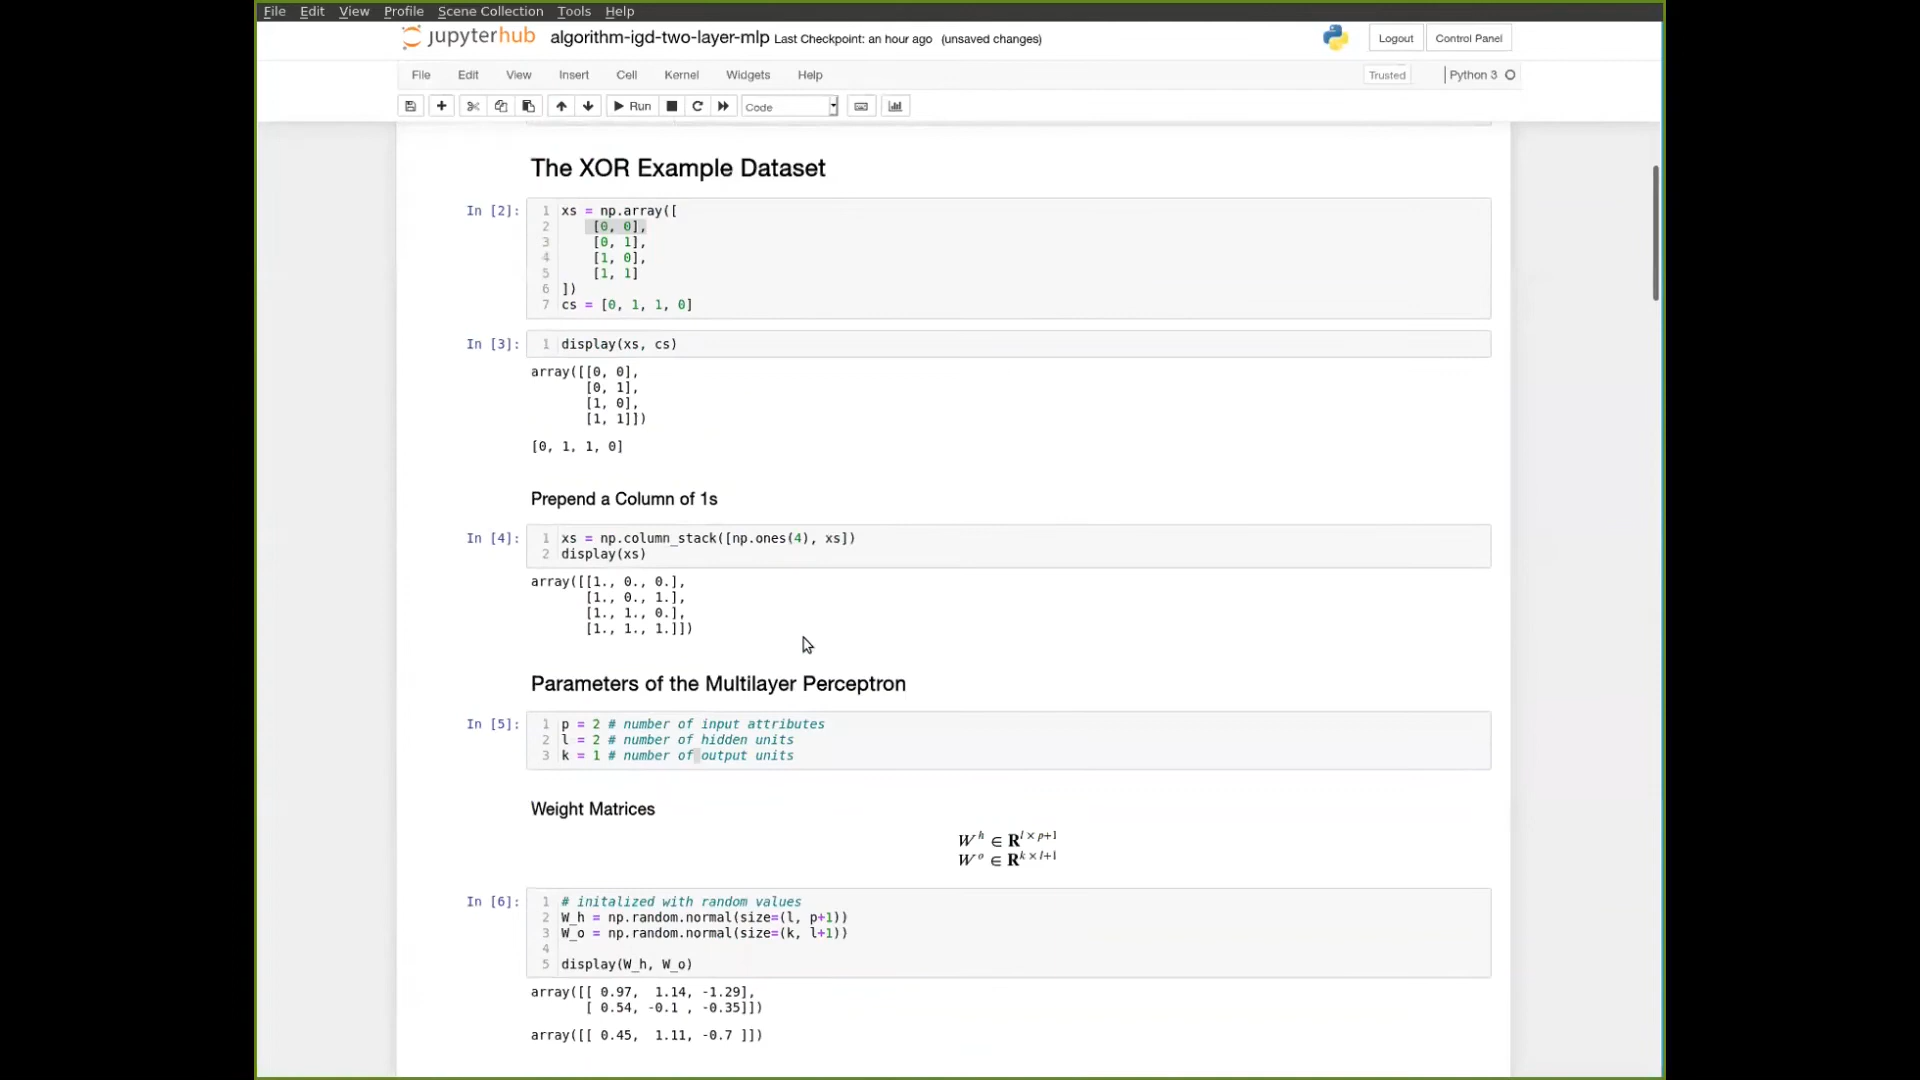 File Edit View Profile Scene Collection Tools Help
jupyterhub algorithm-igd-two-layer-mlp Last Checkpoint: an hour ago (unsaved changes) Logout Control Panel
File Edit View Insert Cell Kernel Widgets Help Trusted Python 3
Run Code
The XOR Example Dataset
In [2]: 1 xs = np.array([
2 [0, 0],
3 [0, 1],
4 [1, 0],
5 [1, 1]
6 ])
7 cs = [0, 1, 1, 0]
In [3]: 1 display(xs, cs)
array([[0, 0],
[0, 1],
[1, 0],
[1, 1]])
[0, 1, 1, 0]
Prepend a Column of 1s
In [4]: 1 xs = np.column_stack([np.ones(4), xs])
2 display(xs)
array([[1., 0., 0.],
[1., 0., 1.],
[1., 1., 0.],
[1., 1., 1.]])
Parameters of the Multilayer Perceptron
In [5]: 1 p = 2 # number of input attributes
2 l = 2 # number of hidden units
3 k = 1 # number of output units
Weight Matrices
W^h ∈ R^{l×p+1}
W^o ∈ R^{k×l+1}
In [6]: 1 # initalized with random values
2 W_h = np.random.normal(size=(l, p+1))
3 W_o = np.random.normal(size=(k, l+1))
4
5 display(W_h, W_o)
array([[ 0.97, 1.14, -1.29],
[ 0.54, -0.1 , -0.35]])
array([[ 0.45, 1.11, -0.7 ]])